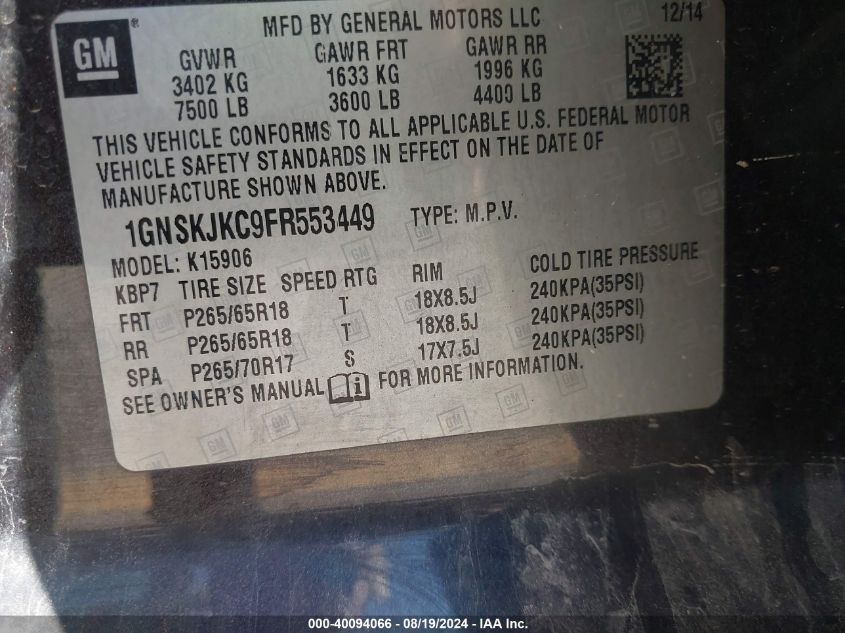 GM ® MFD BY GENERAL MOTORS LLC 12/14
GVWR GAWR FRT GAWR RR
3402 KG 1633 KG 1996 KG
7500 LB 3600 LB 4400 LB
THIS VEHICLE CONFORMS TO ALL APPLICABLE U.S. FEDERAL MOTOR
VEHICLE SAFETY STANDARDS IN EFFECT ON THE DATE OF
MANUFACTURE SHOWN ABOVE.
1GNSKJKC9FR553449 TYPE: M.P.V.
MODEL: K15906
KBP7 TIRE SIZE SPEED RTG RIM COLD TIRE PRESSURE
FRT P265/65R18 T 18X8.5J 240KPA(35PSI)
RR P265/65R18 T 18X8.5J 240KPA(35PSI)
SPA P265/70R17 S 17X7.5J 240KPA(35PSI)
SEE OWNER'S MANUAL i FOR MORE INFORMATION.
000-40094066 - 08/19/2024 - IAA Inc.